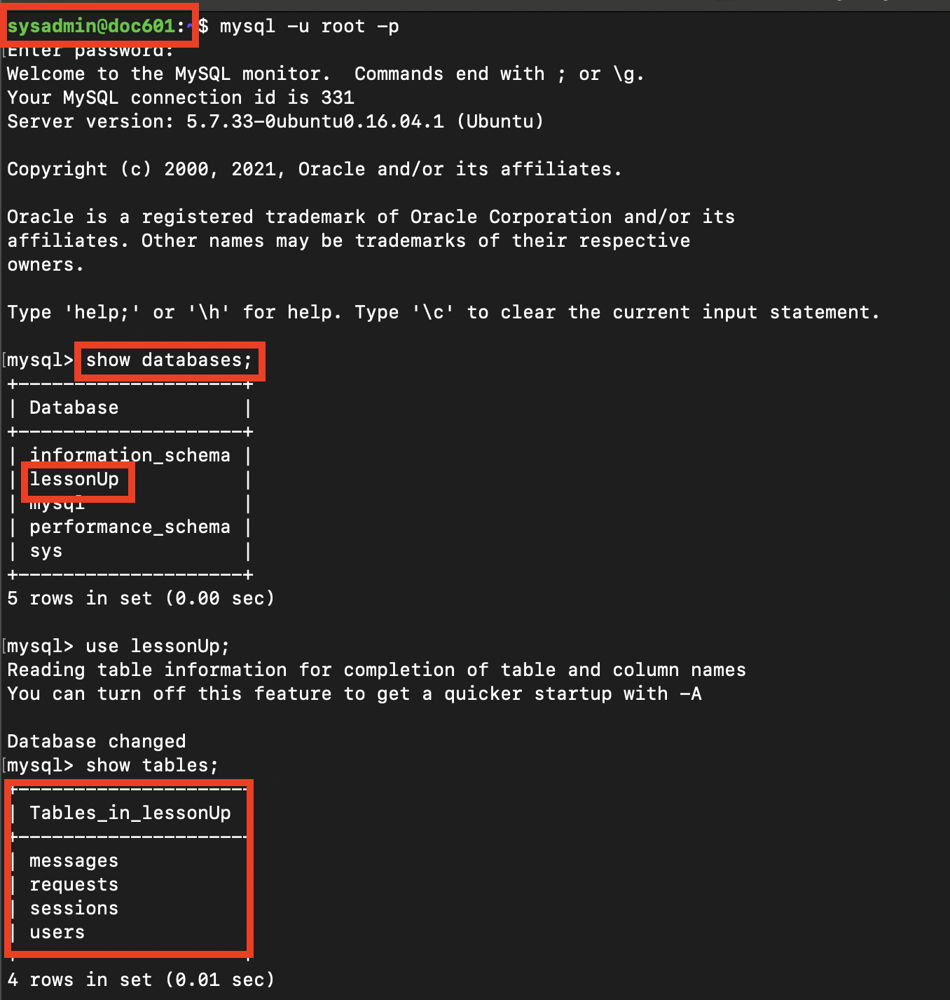 sysadmin@doc601:~$ mysql -u root -p
Enter password:
Welcome to the MySQL monitor.  Commands end with ; or \g.
Your MySQL connection id is 331
Server version: 5.7.33-0ubuntu0.16.04.1 (Ubuntu)
Copyright (c) 2000, 2021, Oracle and/or its affiliates.
Oracle is a registered trademark of Oracle Corporation and/or its
affiliates. Other names may be trademarks of their respective
owners.
Type 'help;' or '\h' for help. Type '\c' to clear the current input statement.
[mysql> show databases;
+--------------------+
| Database           |
+--------------------+
| information_schema |
| lessonUp           |
| mysql              |
| performance_schema |
| sys                |
+--------------------+
5 rows in set (0.00 sec)
[mysql> use lessonUp;
Reading table information for completion of table and column names
You can turn off this feature to get a quicker startup with -A
Database changed
[mysql> show tables;
+--------------------
| Tables_in_lessonUp
+--------------------
| messages
| requests
| sessions
| users
4 rows in set (0.01 sec)